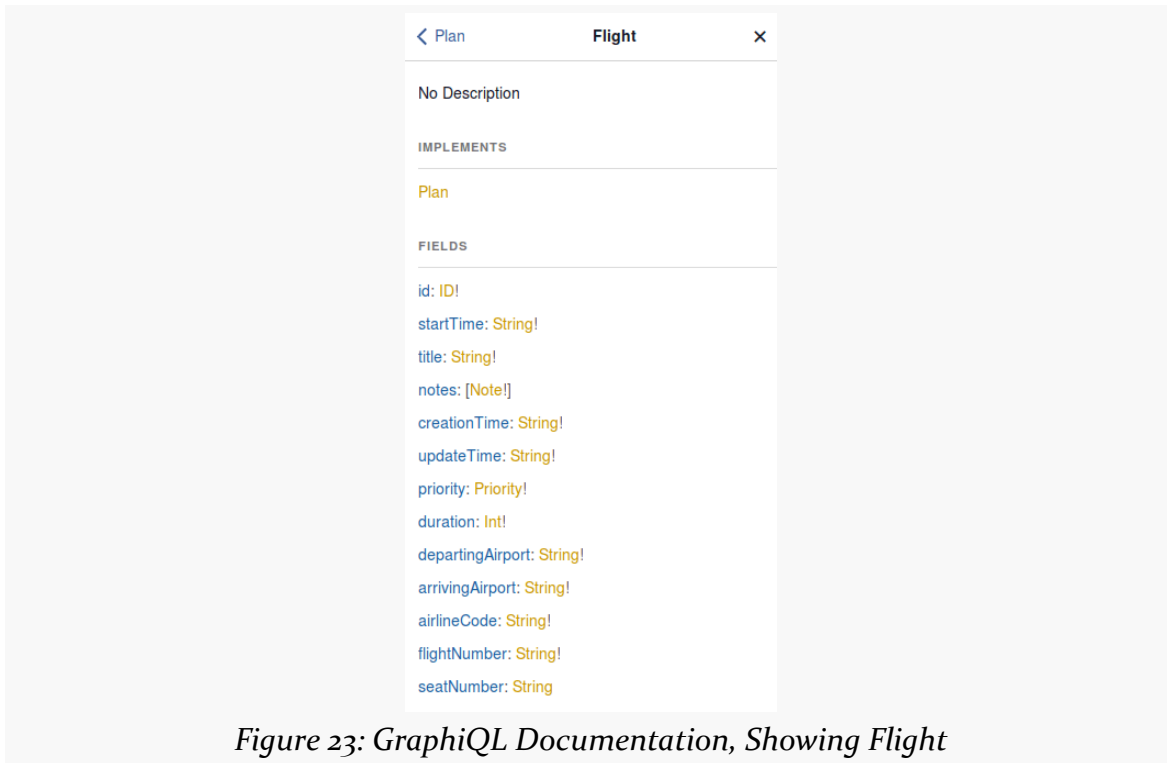 Plan Flight ×
No Description
IMPLEMENTS
Plan
FIELDS
id: ID!
startTime: String!
title: String!
notes: [Note!]
creationTime: String!
updateTime: String!
priority: Priority!
duration: Int!
departingAirport: String!
arrivingAirport: String!
airlineCode: String!
flightNumber: String!
seatNumber: String
Figure 23: GraphiQL Documentation, Showing Flight